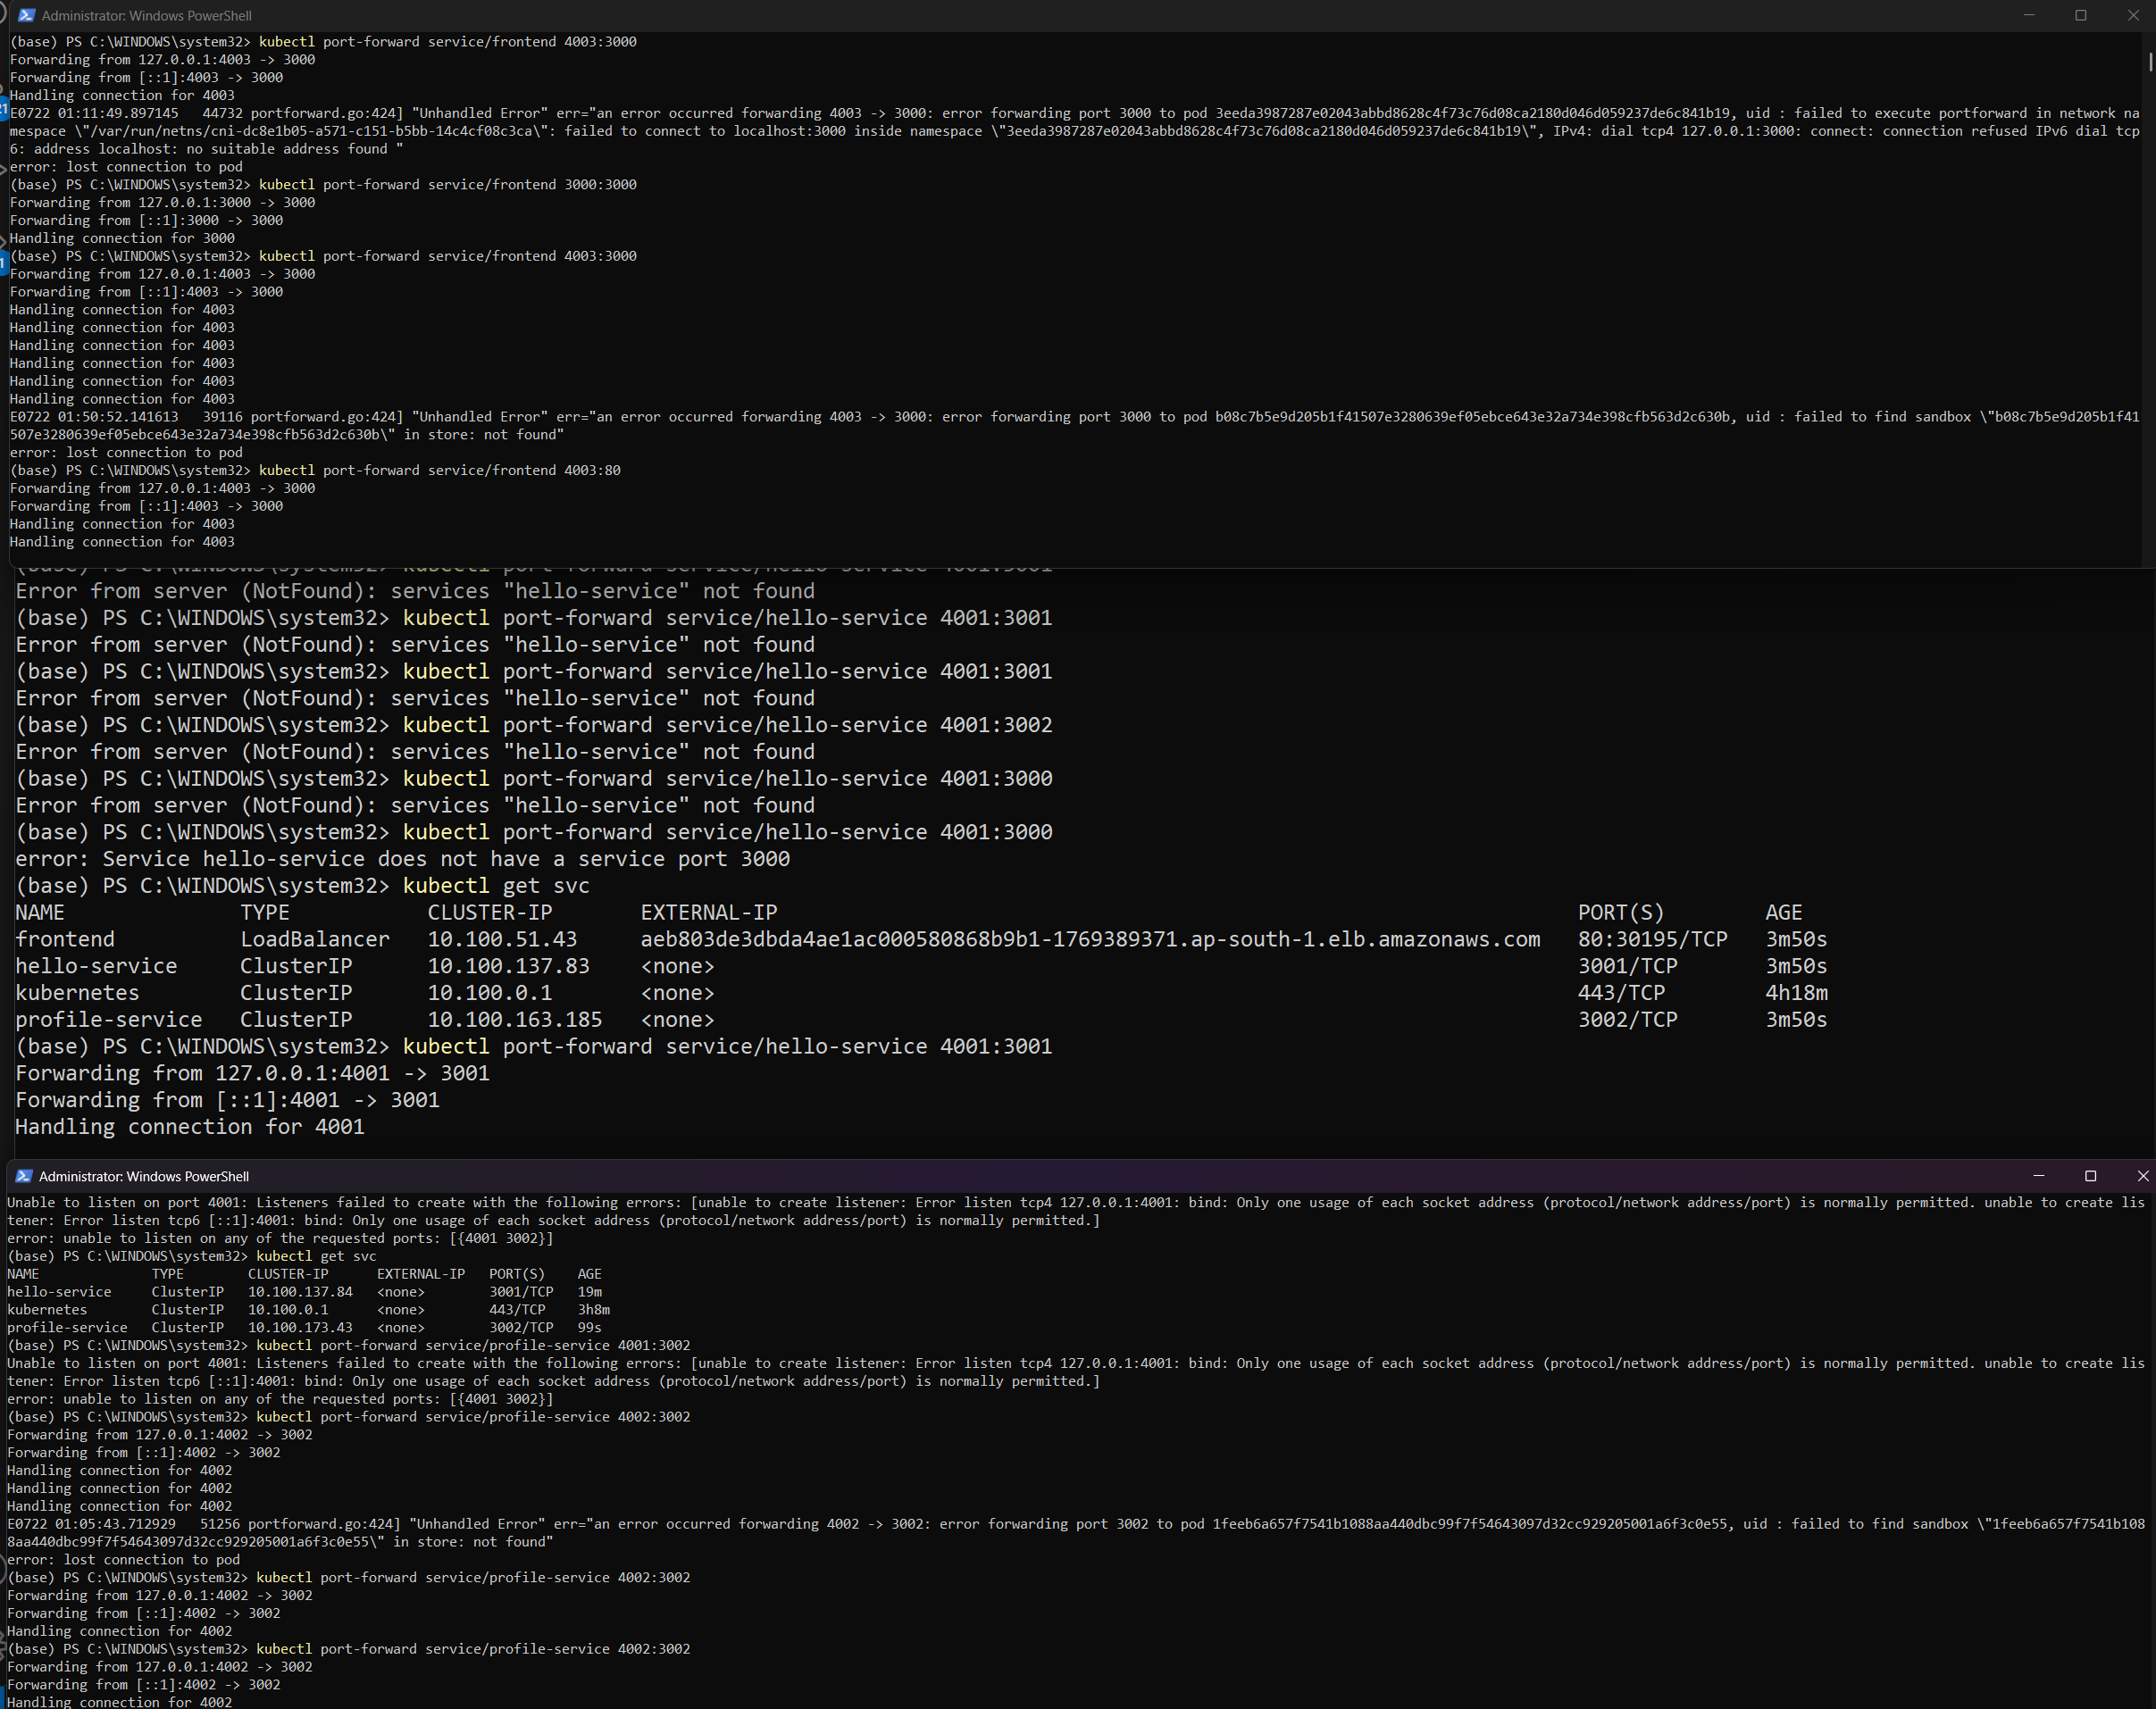 Administrator: Windows PowerShell
(base) PS C:\WINDOWS\system32> kubectl port-forward service/frontend 4003:3000
Forwarding from 127.0.0.1:4003 -> 3000
Forwarding from [::1]:4003 -> 3000
Handling connection for 4003
E0722 01:11:49.897145   44732 portforward.go:424] "Unhandled Error" err="an error occurred forwarding 4003 -> 3000: error forwarding port 3000 to pod 3eeda3987287e02043abbd8628c4f73c76d08ca2180d046d059237de6c841b19, uid : failed to execute portforward in network na
mespace \"/var/run/netns/cni-dc8e1b05-a571-c151-b5bb-14c4cf08c3ca\": failed to connect to localhost:3000 inside namespace \"3eeda3987287e02043abbd8628c4f73c76d08ca2180d046d059237de6c841b19\", IPv4: dial tcp4 127.0.0.1:3000: connect: connection refused IPv6 dial tcp
6: address localhost: no suitable address found "
error: lost connection to pod
(base) PS C:\WINDOWS\system32> kubectl port-forward service/frontend 3000:3000
Forwarding from 127.0.0.1:3000 -> 3000
Forwarding from [::1]:3000 -> 3000
Handling connection for 3000
(base) PS C:\WINDOWS\system32> kubectl port-forward service/frontend 4003:3000
Forwarding from 127.0.0.1:4003 -> 3000
Forwarding from [::1]:4003 -> 3000
Handling connection for 4003
Handling connection for 4003
Handling connection for 4003
Handling connection for 4003
Handling connection for 4003
Handling connection for 4003
E0722 01:50:52.141613   39116 portforward.go:424] "Unhandled Error" err="an error occurred forwarding 4003 -> 3000: error forwarding port 3000 to pod b08c7b5e9d205b1f41507e3280639ef05ebce643e32a734e398cfb563d2c630b, uid : failed to find sandbox \"b08c7b5e9d205b1f41
507e3280639ef05ebce643e32a734e398cfb563d2c630b\" in store: not found"
error: lost connection to pod
(base) PS C:\WINDOWS\system32> kubectl port-forward service/frontend 4003:80
Forwarding from 127.0.0.1:4003 -> 3000
Forwarding from [::1]:4003 -> 3000
Handling connection for 4003
Handling connection for 4003
(base) PS C:\WINDOWS\system32> kubectl port-forward service/hello-service 4001:3001
Error from server (NotFound): services "hello-service" not found
(base) PS C:\WINDOWS\system32> kubectl port-forward service/hello-service 4001:3001
Error from server (NotFound): services "hello-service" not found
(base) PS C:\WINDOWS\system32> kubectl port-forward service/hello-service 4001:3001
Error from server (NotFound): services "hello-service" not found
(base) PS C:\WINDOWS\system32> kubectl port-forward service/hello-service 4001:3002
Error from server (NotFound): services "hello-service" not found
(base) PS C:\WINDOWS\system32> kubectl port-forward service/hello-service 4001:3000
Error from server (NotFound): services "hello-service" not found
(base) PS C:\WINDOWS\system32> kubectl port-forward service/hello-service 4001:3000
error: Service hello-service does not have a service port 3000
(base) PS C:\WINDOWS\system32> kubectl get svc
NAME TYPE CLUSTER-IP EXTERNAL-IP PORT(S) AGE
frontend LoadBalancer 10.100.51.43 aeb803de3dbda4ae1ac000580868b9b1-1769389371.ap-south-1.elb.amazonaws.com 80:30195/TCP 3m50s
hello-service ClusterIP 10.100.137.83 <none> 3001/TCP 3m50s
kubernetes ClusterIP 10.100.0.1 <none> 443/TCP 4h18m
profile-service ClusterIP 10.100.163.185 <none> 3002/TCP 3m50s
(base) PS C:\WINDOWS\system32> kubectl port-forward service/hello-service 4001:3001
Forwarding from 127.0.0.1:4001 -> 3001
Forwarding from [::1]:4001 -> 3001
Handling connection for 4001
Administrator: Windows PowerShell
Unable to listen on port 4001: Listeners failed to create with the following errors: [unable to create listener: Error listen tcp4 127.0.0.1:4001: bind: Only one usage of each socket address (protocol/network address/port) is normally permitted. unable to create lis
tener: Error listen tcp6 [::1]:4001: bind: Only one usage of each socket address (protocol/network address/port) is normally permitted.]
error: unable to listen on any of the requested ports: [{4001 3002}]
(base) PS C:\WINDOWS\system32> kubectl get svc
NAME TYPE CLUSTER-IP EXTERNAL-IP PORT(S) AGE
hello-service ClusterIP 10.100.137.84 <none> 3001/TCP 19m
kubernetes ClusterIP 10.100.0.1 <none> 443/TCP 3h8m
profile-service ClusterIP 10.100.173.43 <none> 3002/TCP 99s
(base) PS C:\WINDOWS\system32> kubectl port-forward service/profile-service 4001:3002
Unable to listen on port 4001: Listeners failed to create with the following errors: [unable to create listener: Error listen tcp4 127.0.0.1:4001: bind: Only one usage of each socket address (protocol/network address/port) is normally permitted. unable to create lis
tener: Error listen tcp6 [::1]:4001: bind: Only one usage of each socket address (protocol/network address/port) is normally permitted.]
error: unable to listen on any of the requested ports: [{4001 3002}]
(base) PS C:\WINDOWS\system32> kubectl port-forward service/profile-service 4002:3002
Forwarding from 127.0.0.1:4002 -> 3002
Forwarding from [::1]:4002 -> 3002
Handling connection for 4002
Handling connection for 4002
Handling connection for 4002
E0722 01:05:43.712929   51256 portforward.go:424] "Unhandled Error" err="an error occurred forwarding 4002 -> 3002: error forwarding port 3002 to pod 1feeb6a657f7541b1088aa440dbc99f7f54643097d32cc929205001a6f3c0e55, uid : failed to find sandbox \"1feeb6a657f7541b108
8aa440dbc99f7f54643097d32cc929205001a6f3c0e55\" in store: not found"
error: lost connection to pod
(base) PS C:\WINDOWS\system32> kubectl port-forward service/profile-service 4002:3002
Forwarding from 127.0.0.1:4002 -> 3002
Forwarding from [::1]:4002 -> 3002
Handling connection for 4002
(base) PS C:\WINDOWS\system32> kubectl port-forward service/profile-service 4002:3002
Forwarding from 127.0.0.1:4002 -> 3002
Forwarding from [::1]:4002 -> 3002
Handling connection for 4002